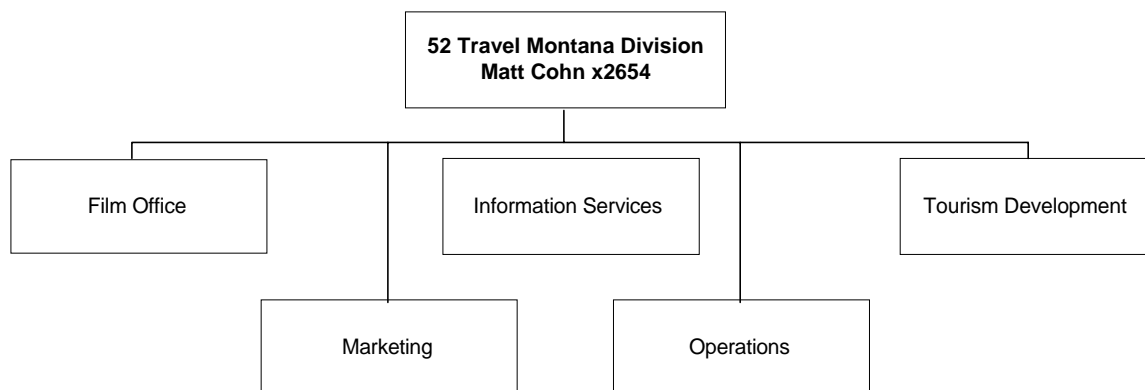 52 Travel Montana Division
Matt Cohn x2654
Film Office
Information Services
Tourism Development
Marketing
Operations